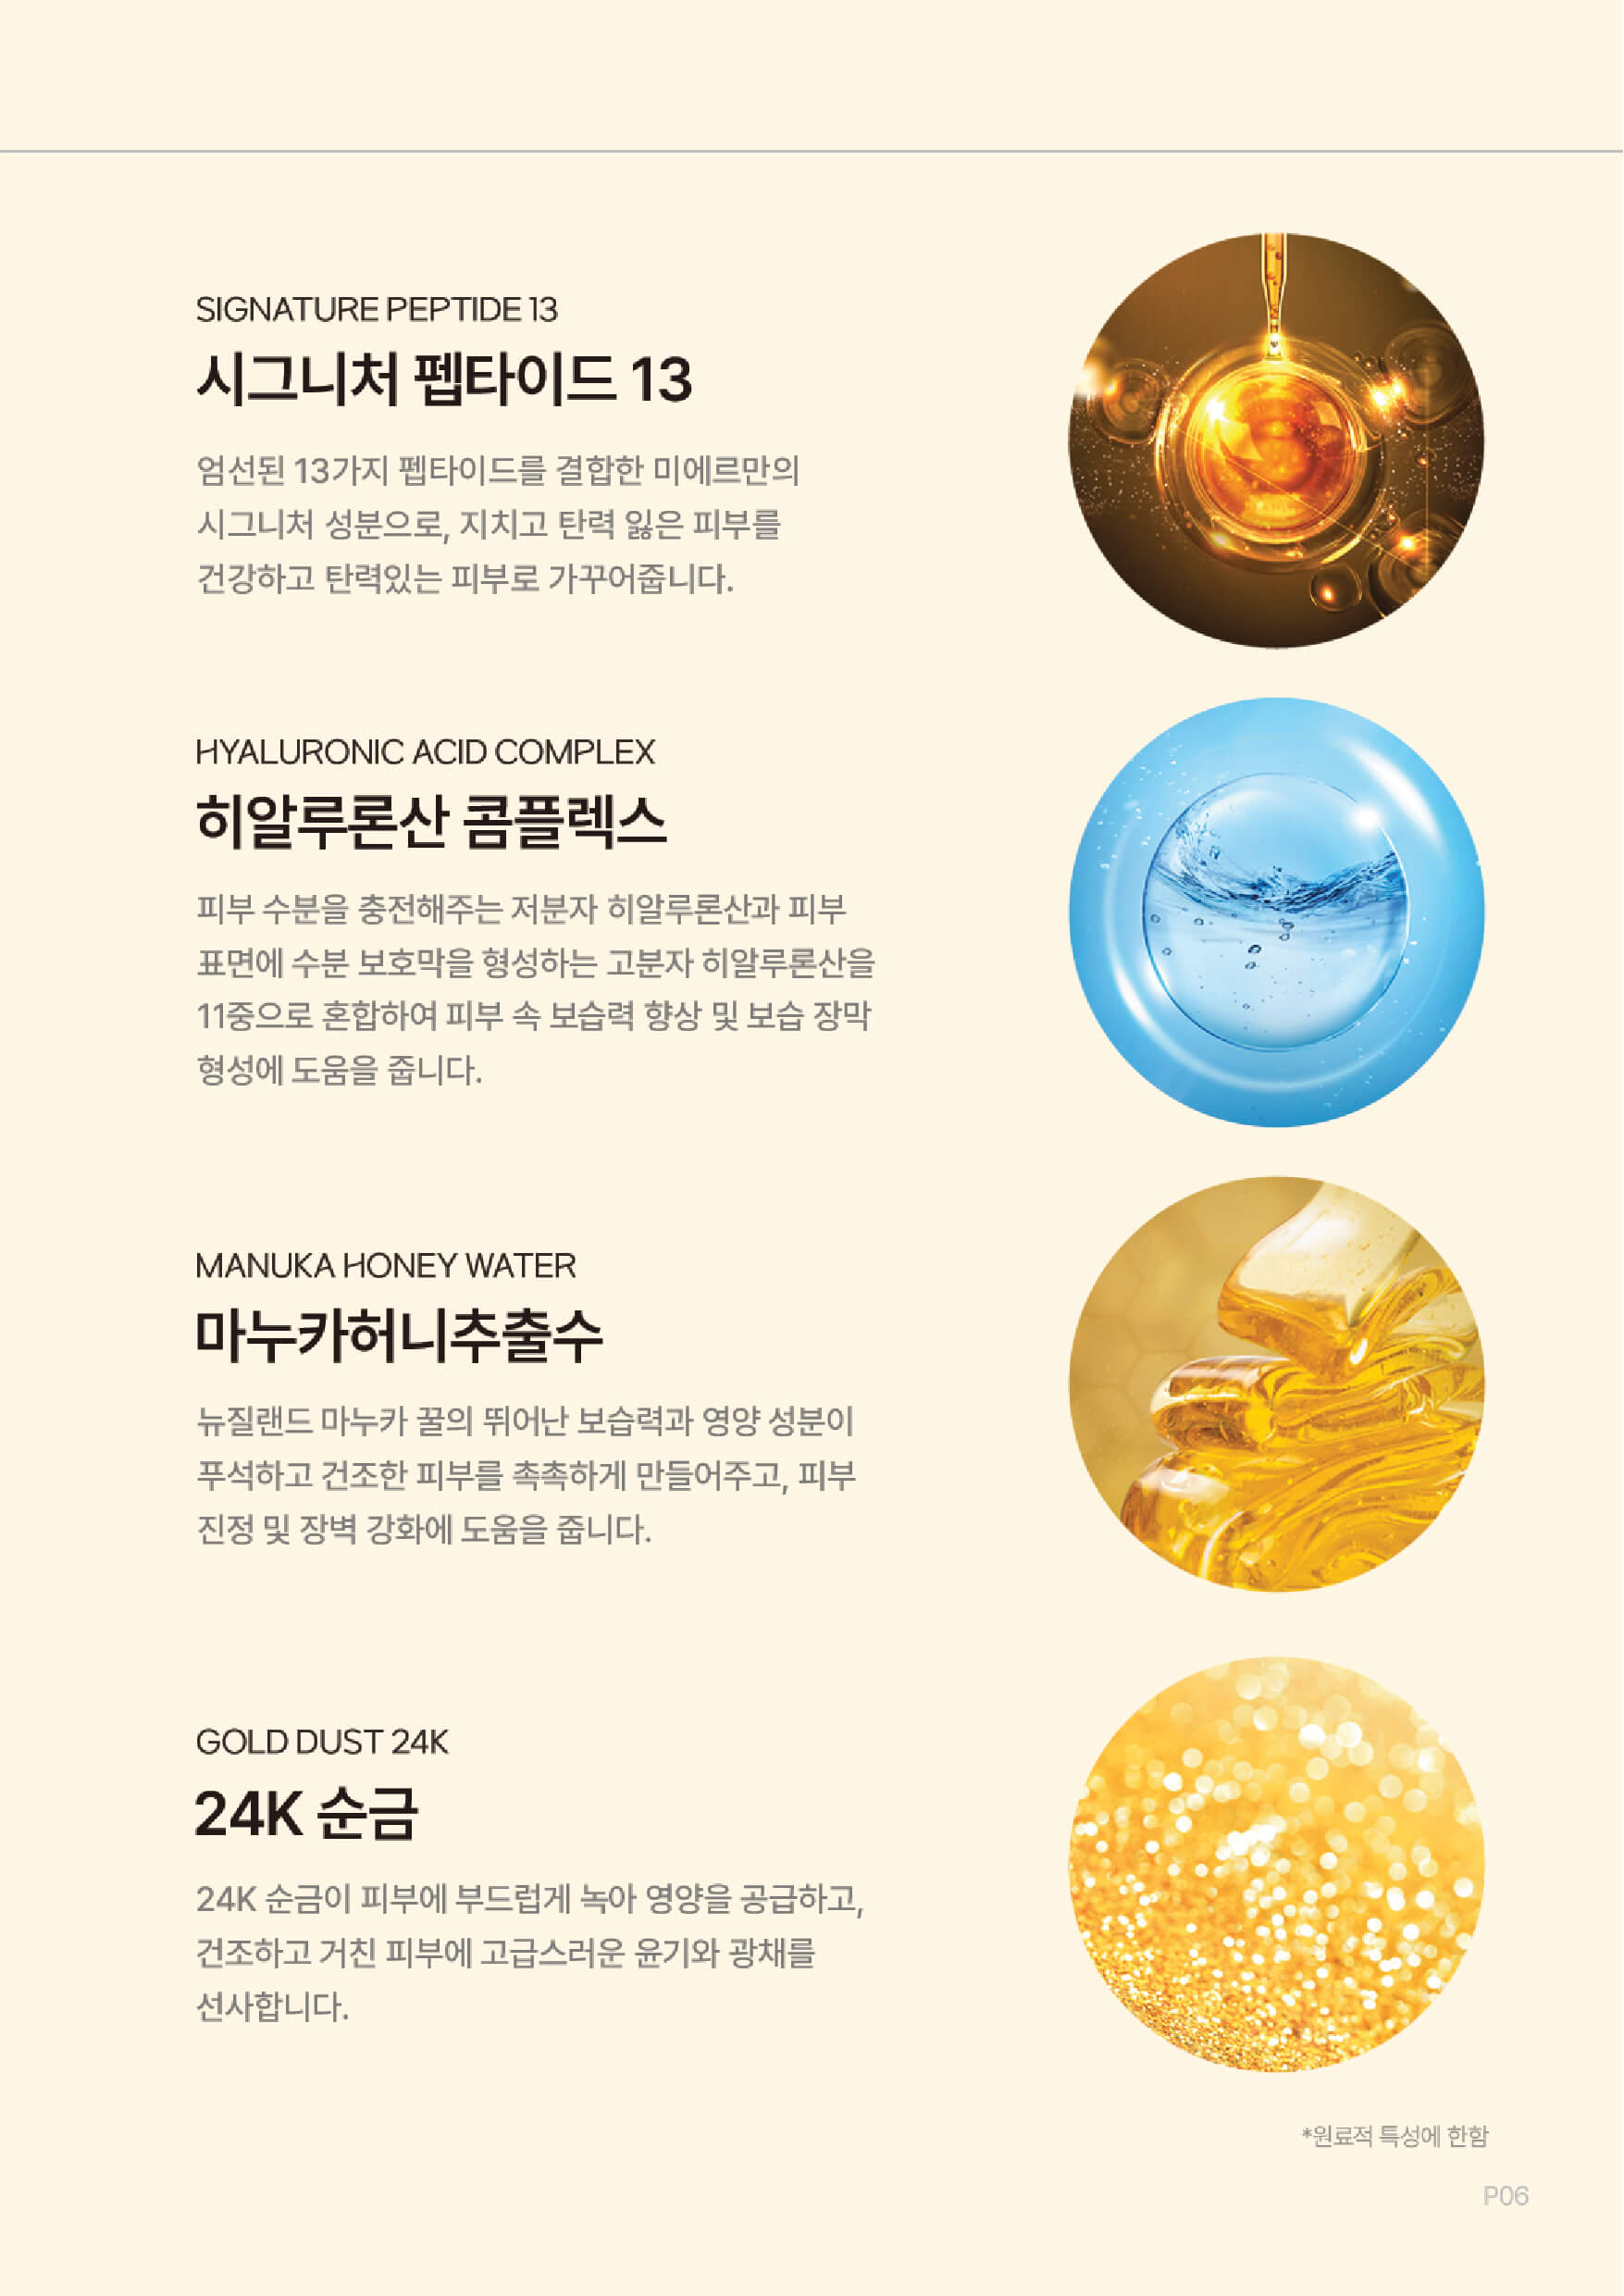 SIGNATURE PEPTIDE 13
시그니처 펩타이드 13
엄선된 13가지 펩타이드를 결합한 미에르만의
시그니처 성분으로, 지치고 탄력 잃은 피부를
건강하고 탄력있는 피부로 가꾸어줍니다.
HYALURONIC ACID COMPLEX
히알루론산 콤플렉스
피부 수분을 충전해주는 저분자 히알루론산과 피부
표면에 수분 보호막을 형성하는 고분자 히알루론산을
11중으로 혼합하여 피부 속 보습력 향상 및 보습 장막
형성에 도움을 줍니다.
MANUKA HONEY WATER
마누카허니추출수
뉴질랜드 마누카 꿀의 뛰어난 보습력과 영양 성분이
푸석하고 건조한 피부를 촉촉하게 만들어주고, 피부
진정 및 장벽 강화에 도움을 줍니다.
GOLD DUST 24K
24K 순금
24K 순금이 피부에 부드럽게 녹아 영양을 공급하고,
건조하고 거친 피부에 고급스러운 윤기와 광채를
선사합니다.
*원료적 특성에 한함
P06